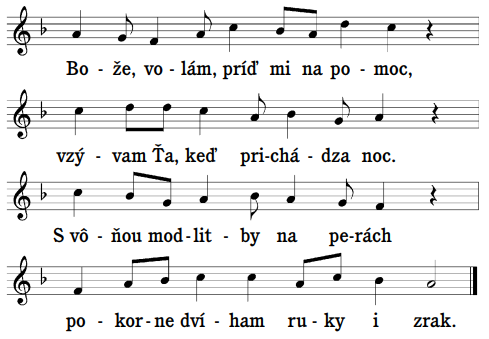 Bo - že, vo - lám, príď mi na po - moc,
vzý - vam Ťa, keď pri - chá - dza noc.
S vô - ňou mod - lit - by na pe - rách
po - kor - ne dví - ham ru - ky i zrak.